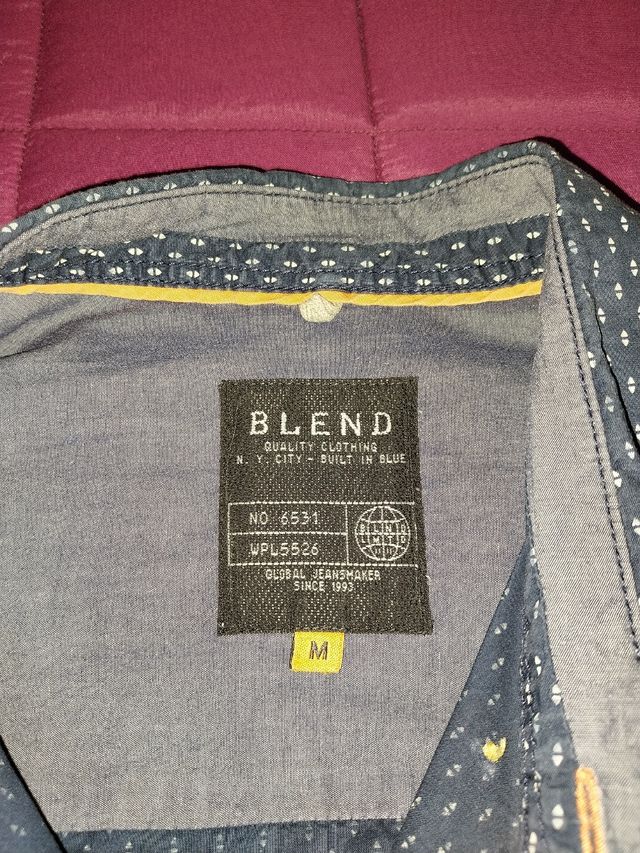 BLEND
QUALITY CLOTHING
N. Y. CITY - BUILT IN BLUE
NO 6531
WPL5526
GLOBAL JEANSMAKER
SINCE 1993
M